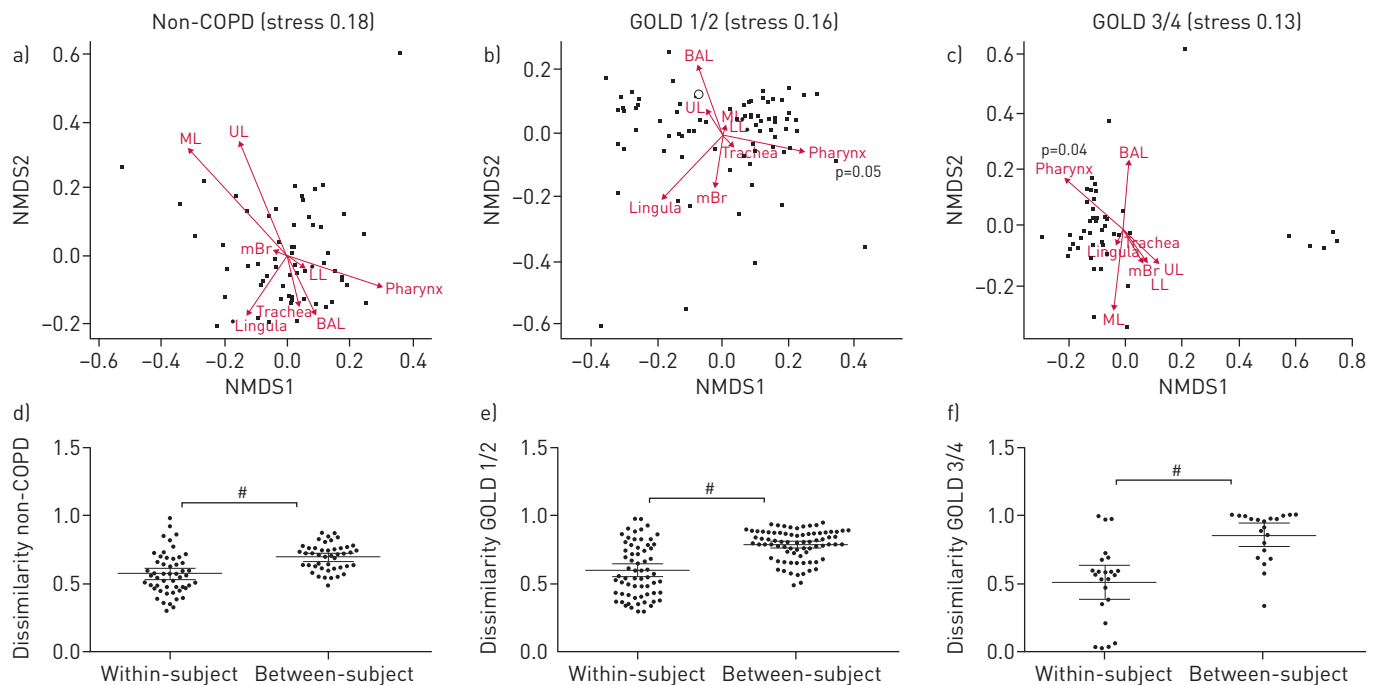 Non-COPD (stress 0.18)
GOLD 1/2 (stress 0.16)
GOLD 3/4 (stress 0.13)
a)
NMDS2
0.6
0.4
0.2
0.0
–0.2
ML
UL
mBr
LL
Pharynx
Trachea
Lingula
BAL
–0.6
–0.4
–0.2
0.0
0.2
0.4
NMDS1
b)
NMDS2
0.2
0.0
–0.2
–0.4
–0.6
BAL
UL
ML
LL
Trachea
Pharynx
p=0.05
mBr
Lingula
–0.4
–0.2
0.0
0.2
0.4
NMDS1
c)
NMDS2
0.6
0.4
0.2
0.0
–0.2
p=0.04
Pharynx
BAL
Trachea
Lingula
mBr
UL
LL
ML
–0.2
0.0
0.2
0.4
0.6
0.8
NMDS1
d)
Dissimilarity non-COPD
1.5
1.0
0.5
0.0
#
Within-subject
Between-subject
e)
Dissimilarity GOLD 1/2
1.5
1.0
0.5
0.0
#
Within-subject
Between-subject
f)
Dissimilarity GOLD 3/4
1.5
1.0
0.5
0.0
#
Within-subject
Between-subject